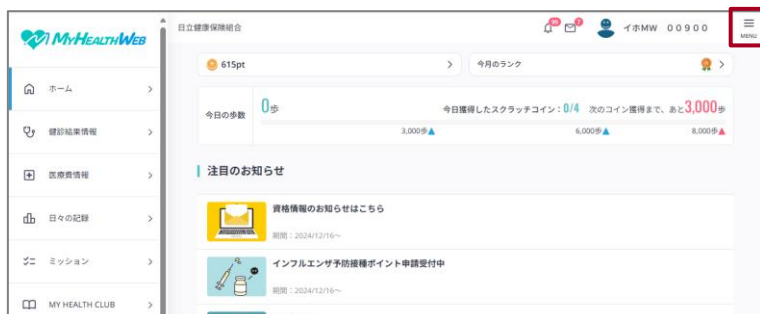 MYHEALTHWEB
日立健康保険組合
95
7
イホMW 00900
MENU
ホーム
健診結果情報
医療費情報
日々の記録
ミッション
MY HEALTH CLUB
615pt
今月のランク
今日の歩数
0歩
今日獲得したスクラッチコイン：0/4 次のコイン獲得まで、あと3,000歩
3,000歩▲ 6,000歩▲ 8,000歩▲
注目のお知らせ
資格情報のお知らせはこちら
期間：2024/12/16～
インフルエンザ予防接種ポイント申請受付中
期間：2024/12/16～